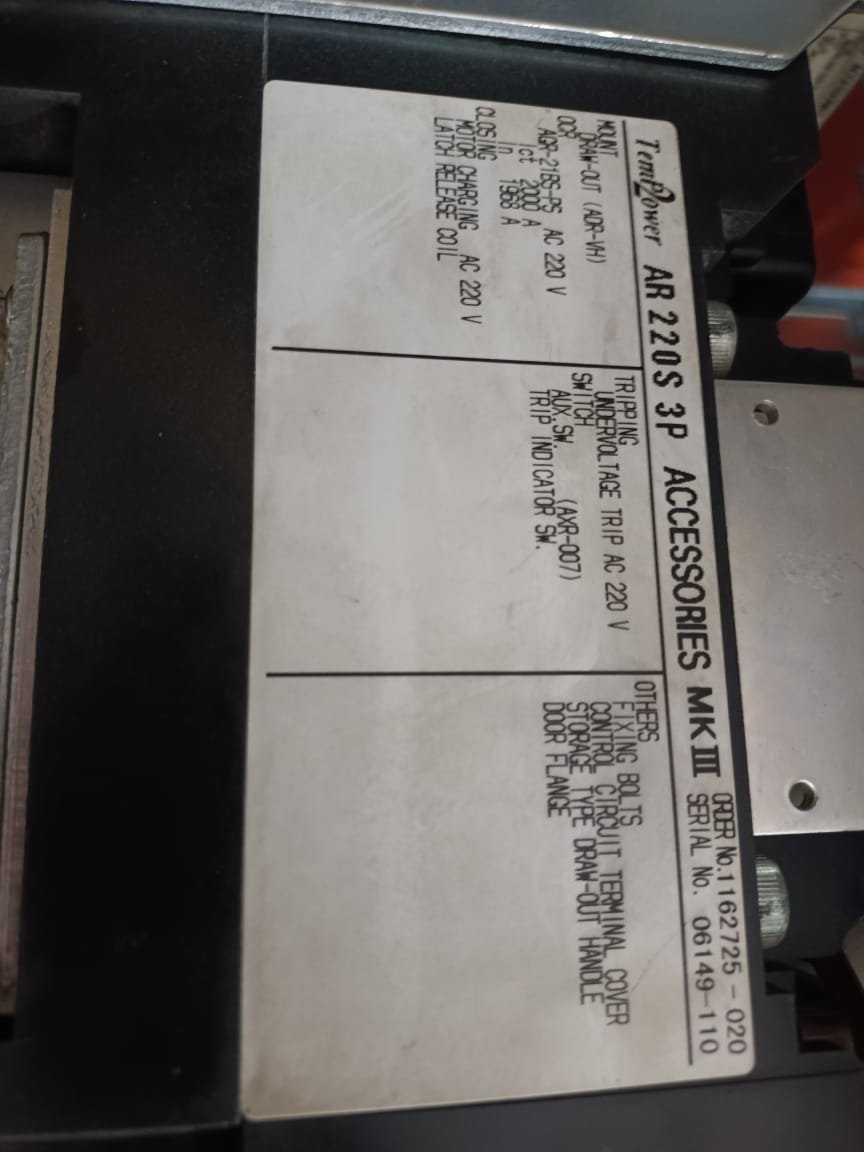 TemPower2 AR 220S 3P ACCESSORIES MKIII
ORDER No.1162725-020
SERIAL No. 06149-110
MOUNT
DRAW-OUT (ADR-VH)
OCR
AGR-21BS-PS AC 220 V
Ict 2000 A
In 1968 A
CLOSING
MOTOR CHARGING AC 220 V
LATCH RELEASE COIL
TRIPPING
UNDERVOLTAGE TRIP AC 220 V
SWITCH
AUX.SW. (AXR-007)
TRIP INDICATOR SW.
OTHERS
FIXING BOLTS
CONTROL CIRCUIT TERMINAL COVER
STORAGE TYPE DRAW-OUT HANDLE
DOOR FLANGE